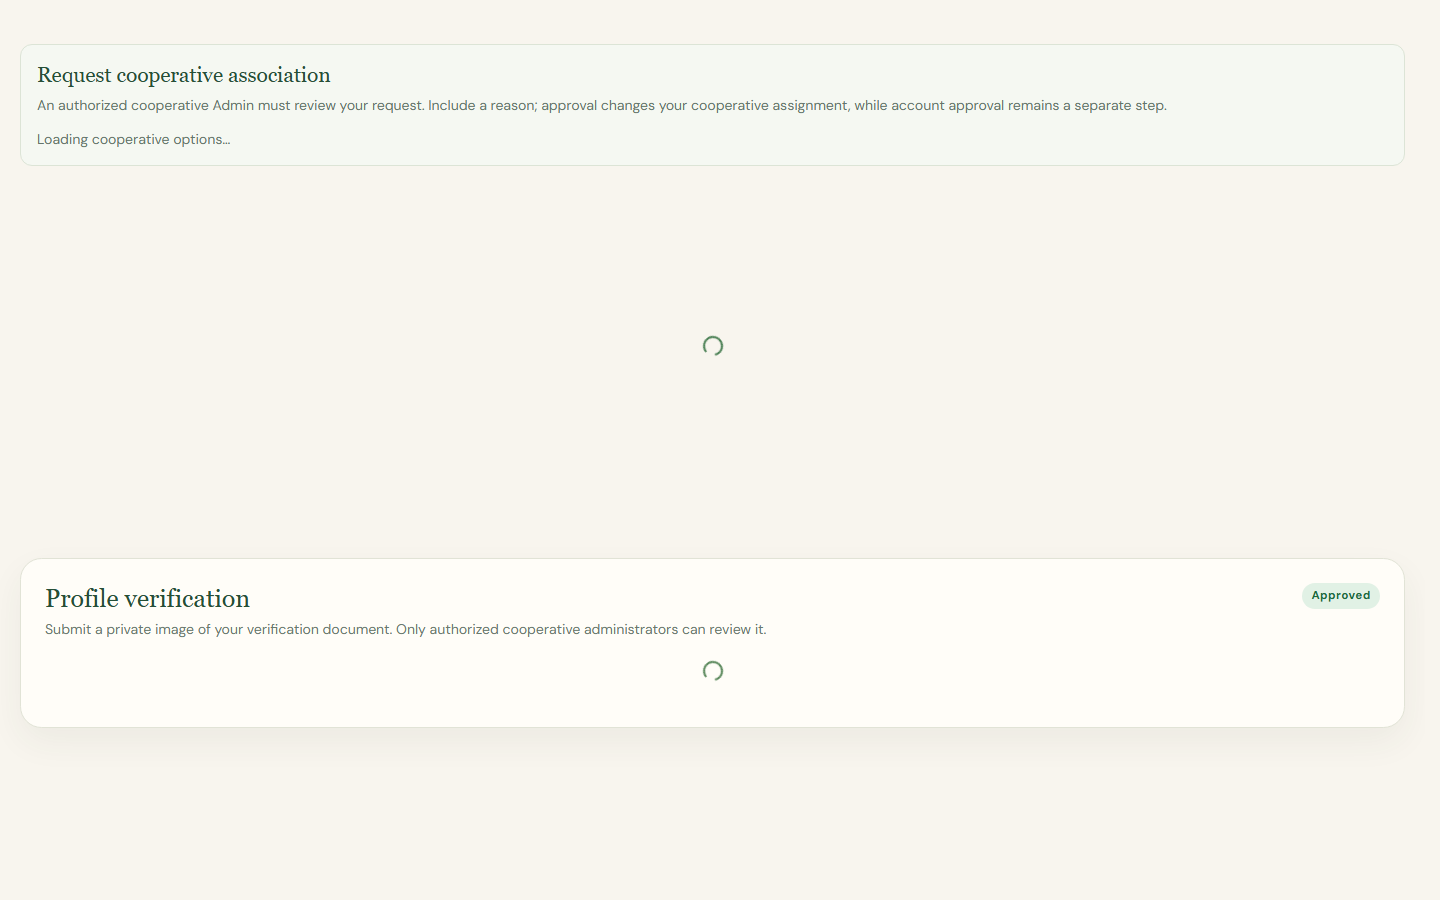 Request cooperative association
An authorized cooperative Admin must review your request. Include a reason; approval changes your cooperative assignment, while account approval remains a separate step.
Loading cooperative options…
Profile verification
Approved
Submit a private image of your verification document. Only authorized cooperative administrators can review it.